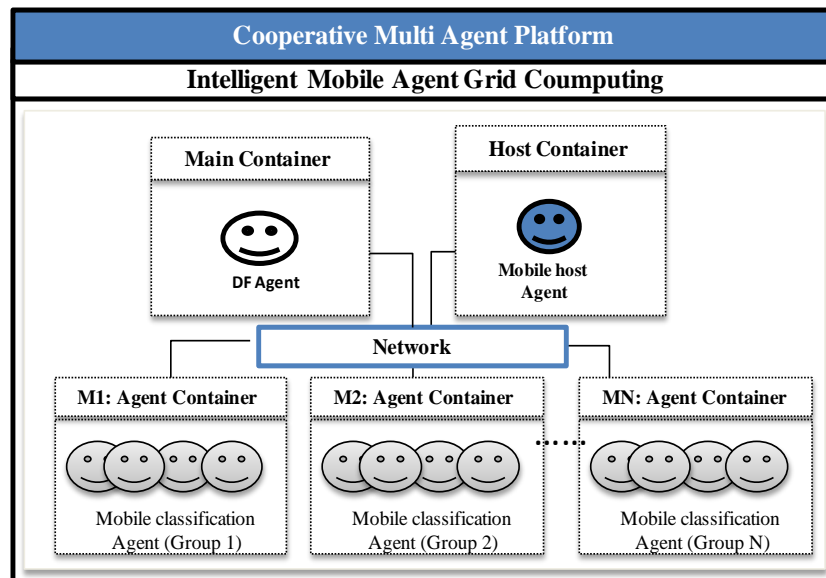 Cooperative Multi Agent Platform
Intelligent Mobile Agent Grid Coumputing
Main Container
Host Container
DF Agent
Mobile host
Agent
Network
M1: Agent Container
M2: Agent Container
MN: Agent Container
......
Mobile classification
Agent (Group 1)
Mobile classification
Agent (Group 2)
Mobile classification
Agent (Group N)